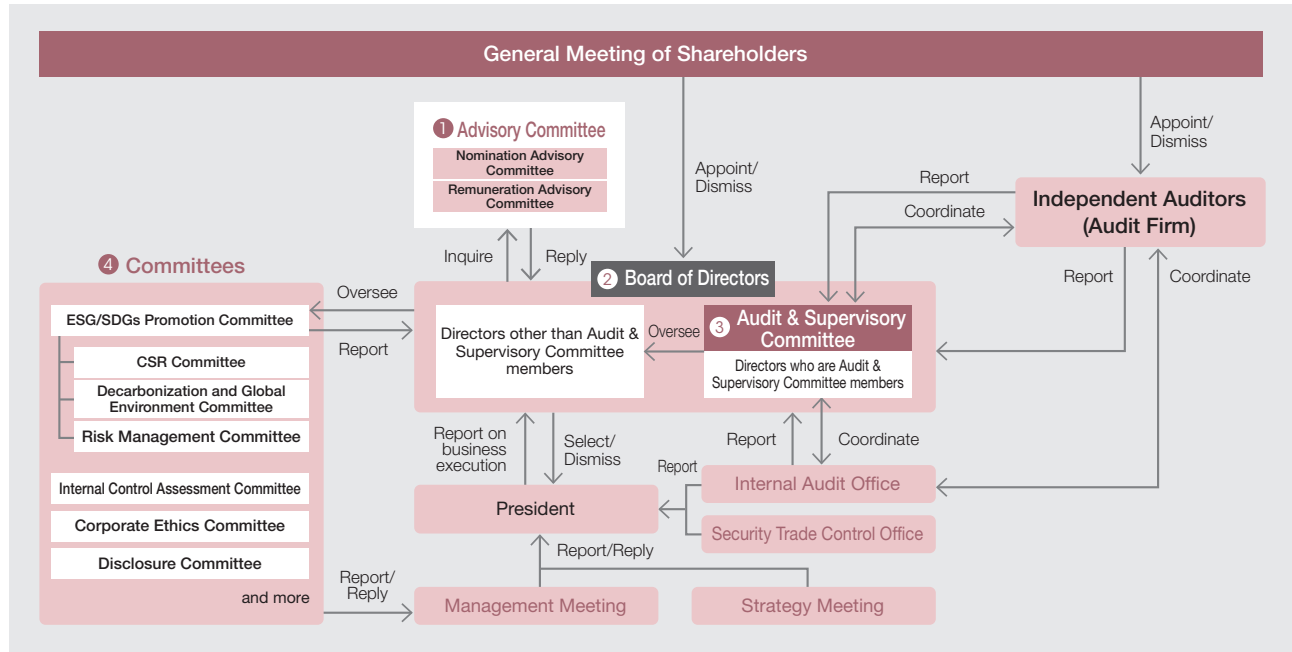 General Meeting of Shareholders
1 Advisory Committee
Nomination Advisory
Committee
Remuneration Advisory
Committee
Appoint/
Dismiss
Appoint/
Dismiss
Report
Coordinate
Independent Auditors
(Audit Firm)
Inquire
Reply
Report
Coordinate
4 Committees
Oversee
Report
ESG/SDGs Promotion Committee
CSR Committee
Decarbonization and Global
Environment Committee
Risk Management Committee
Internal Control Assessment Committee
Corporate Ethics Committee
Disclosure Committee
and more
2 Board of Directors
Directors other than Audit &
Supervisory Committee
members
Oversee
3 Audit & Supervisory
Committee
Directors who are Audit &
Supervisory Committee members
Report on
business
execution
Select/
Dismiss
Report
Coordinate
Report
Internal Audit Office
President
Security Trade Control Office
Report/Reply
Report/
Reply
Management Meeting
Strategy Meeting